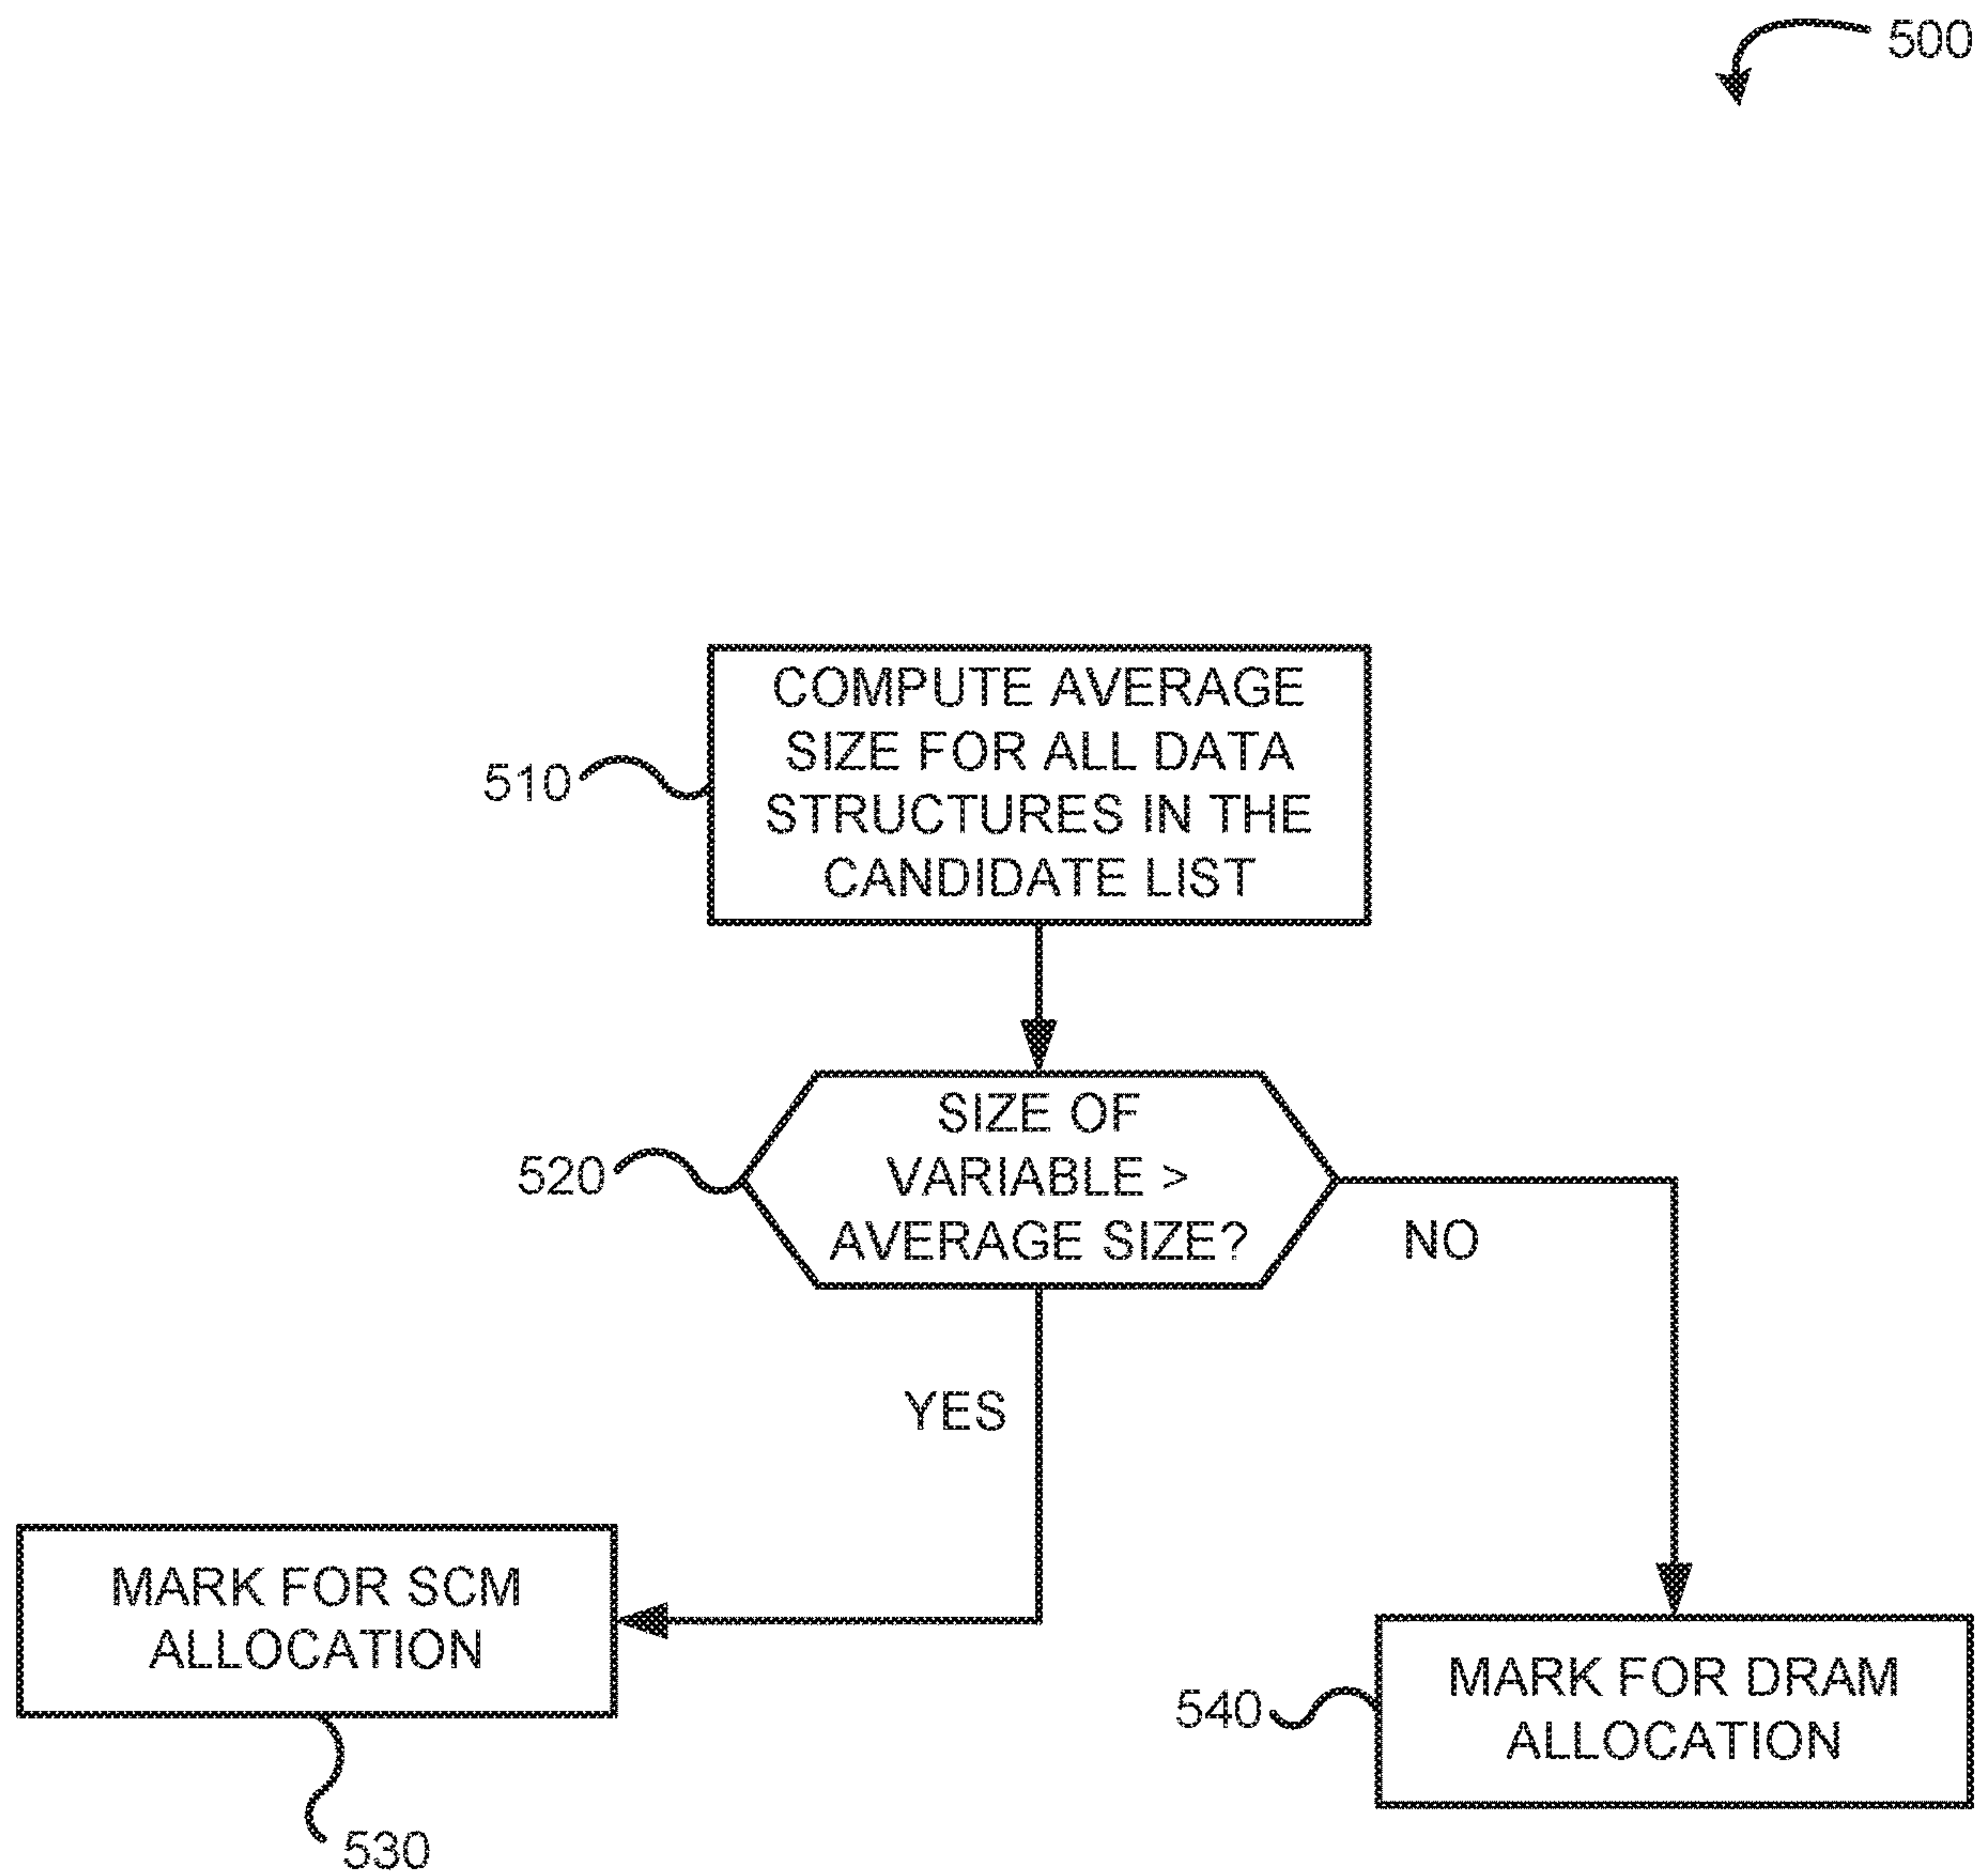 500
COMPUTE AVERAGE
SIZE FOR ALL DATA
STRUCTURES IN THE
CANDIDATE LIST
510
SIZE OF
VARIABLE >
AVERAGE SIZE?
520
NO
YES
MARK FOR SCM
ALLOCATION
530
MARK FOR DRAM
ALLOCATION
540